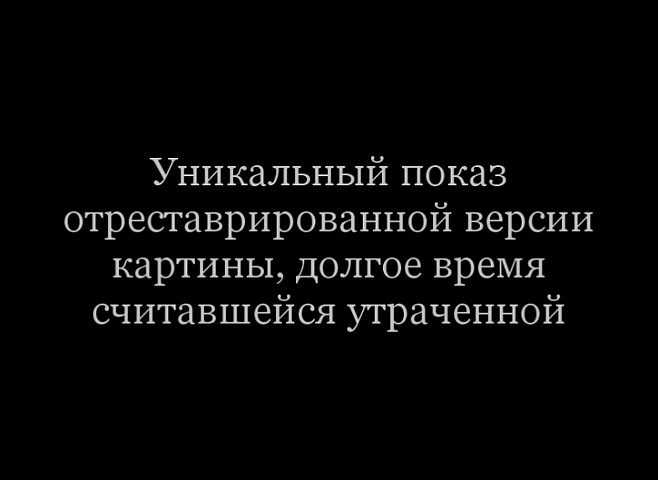 Уникальный показ
отреставрированной версии
картины, долгое время
считавшейся утраченной